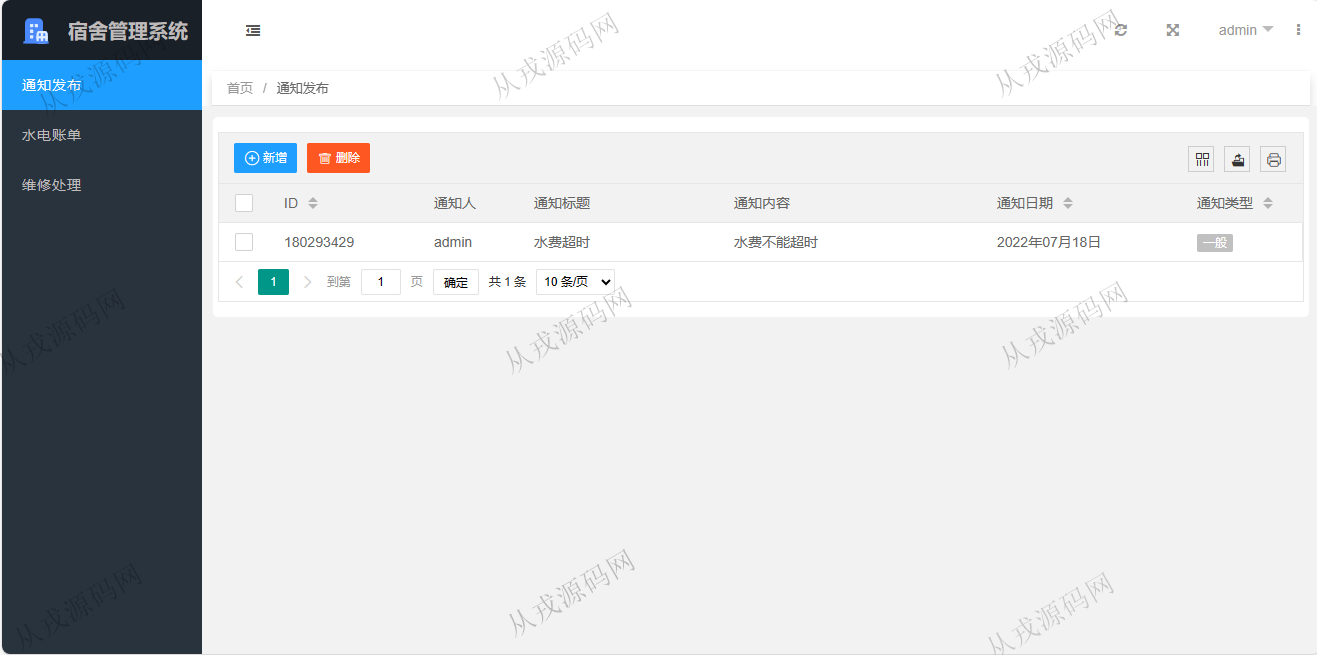 宿舍管理系统
admin
通知发布
水电账单
维修处理
首页 / 通知发布
新增 删除
ID 通知人 通知标题 通知内容 通知日期 通知类型
180293429 admin 水费超时 水费不能超时 2022年07月18日 一般
1 到第 1 页 确定 共 1 条 10 条/页
从戎源码网
从戎源码网
从戎源码网
从戎源码网
从戎源码网
从戎源码网
从戎源码网
从戎源码网
从戎源码网